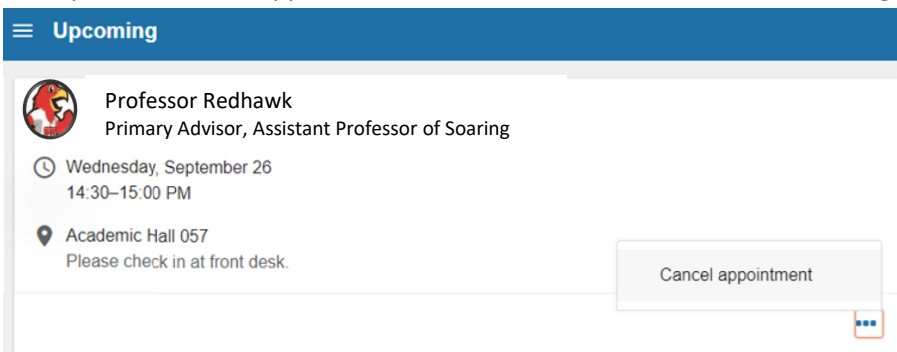 Upcoming
Professor Redhawk
Primary Advisor, Assistant Professor of Soaring
Wednesday, September 26
14:30–15:00 PM
Academic Hall 057
Please check in at front desk.
Cancel appointment